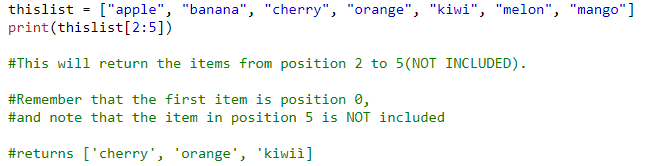 thislist = ["apple", "banana", "cherry", "orange", "kiwi", "melon", "mango"]
print(thislist[2:5])
#This will return the items from position 2 to 5(NOT INCLUDED).
#Remember that the first item is position 0,
#and note that the item in position 5 is NOT included
#returns ['cherry', 'orange', 'kiwiì]